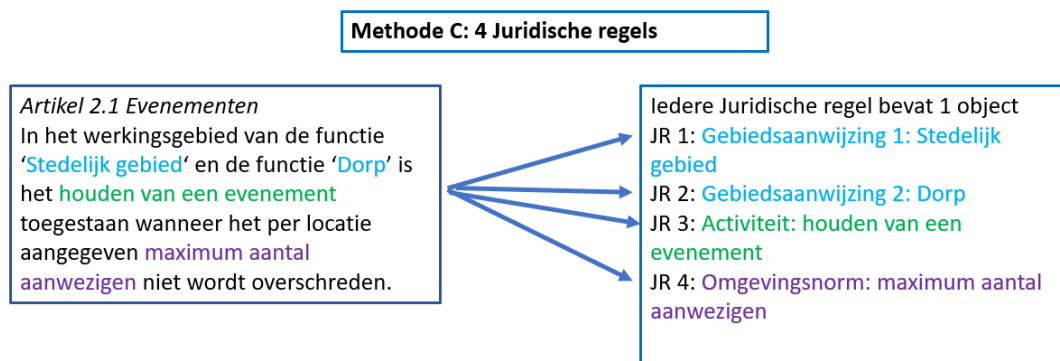 Methode C: 4 Juridische regels
Artikel 2.1 Evenementen
In het werkingsgebied van de functie
‘Stedelijk gebied‘ en de functie ‘Dorp’ is
het houden van een evenement
toegestaan wanneer het per locatie
aangegeven maximum aantal
aanwezigen niet wordt overschreden.
Iedere Juridische regel bevat 1 object
JR 1: Gebiedsaanwijzing 1: Stedelijk
gebied
JR 2: Gebiedsaanwijzing 2: Dorp
JR 3: Activiteit: houden van een
evenement
JR 4: Omgevingsnorm: maximum aantal
aanwezigen